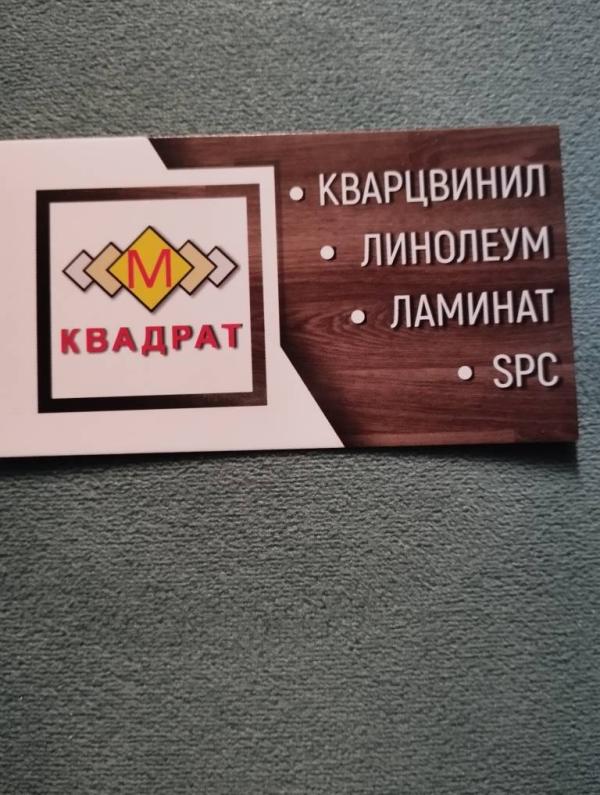 М
КВАДРАТ
• КВАРЦВИНИЛ
• ЛИНОЛЕУМ
• ЛАМИНАТ
• SPC